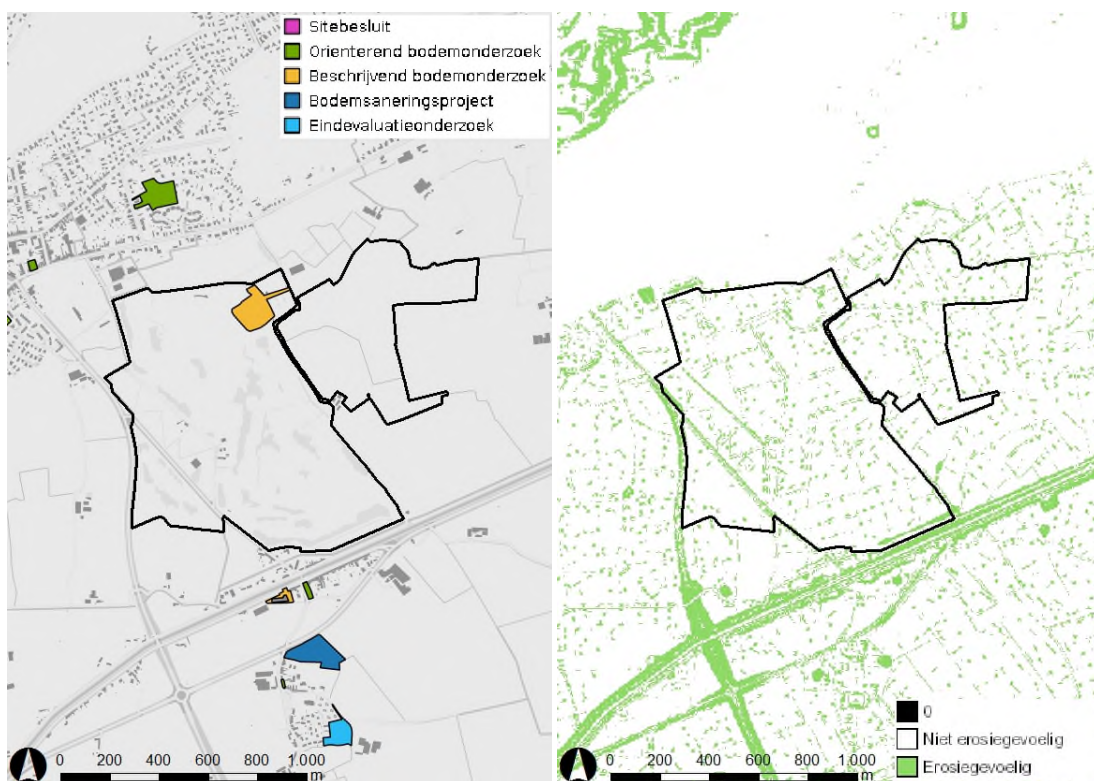 Sitebesluit
Oriënterend bodemonderzoek
Beschrijvend bodemonderzoek
Bodemsaneringsproject
Eindevaluatieonderzoek
0 200 400 600 800 1 000
m
0
Niet erosiegevoelig
Erosiegevoelig
0 200 400 600 800 1 000
m